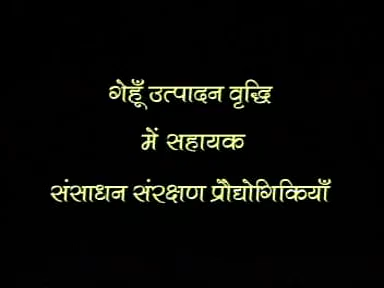 गेहूँ उत्पादन वृद्धि
में सहायक
संसाधन संरक्षण प्रौद्योगिकियाँ